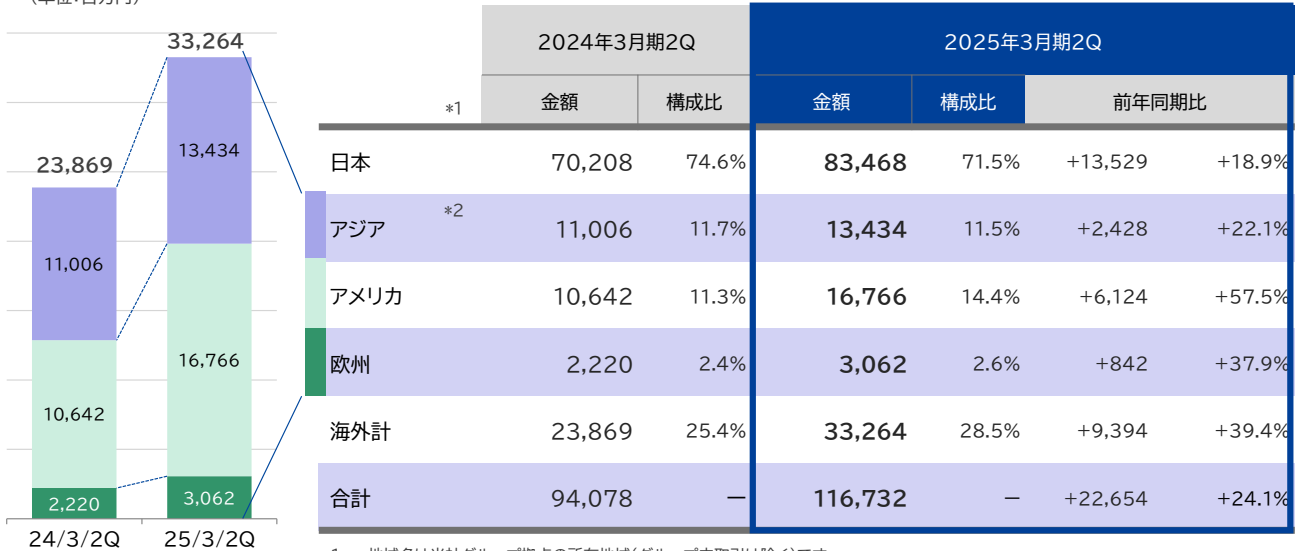 33,264
23,869
13,434
11,006
16,766
10,642
3,062
2,220
24/3/2Q 25/3/2Q
2024年3月期2Q 2025年3月期2Q
*1 金額 構成比 金額 構成比 前年同期比
日本 70,208 74.6% 83,468 71.5% +13,529 +18.9%
アジア *2 11,006 11.7% 13,434 11.5% +2,428 +22.1%
アメリカ 10,642 11.3% 16,766 14.4% +6,124 +57.5%
欧州 2,220 2.4% 3,062 2.6% +842 +37.9%
海外計 23,869 25.4% 33,264 28.5% +9,394 +39.4%
合計 94,078 ― 116,732 ― +22,654 +24.1%